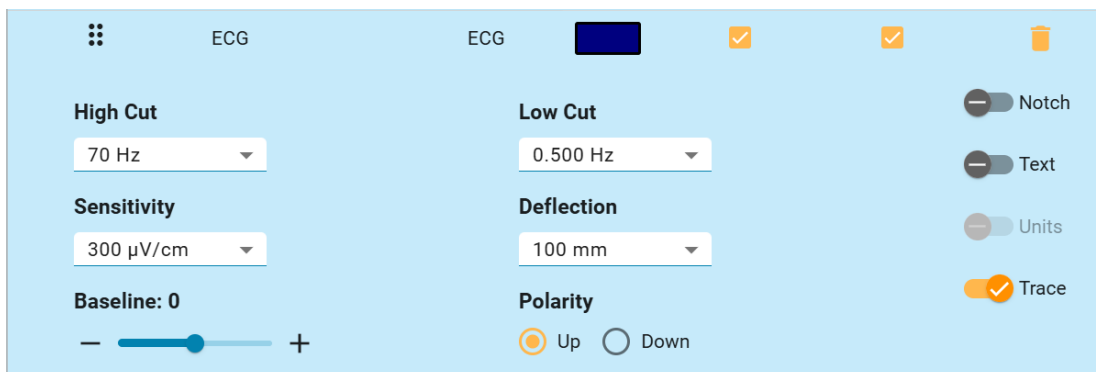 ECG ECG
High Cut Low Cut Notch
70 Hz 0.500 Hz
Text
Sensitivity Deflection
300 µV/cm 100 mm Units
Baseline: 0 Polarity Trace
Up Down